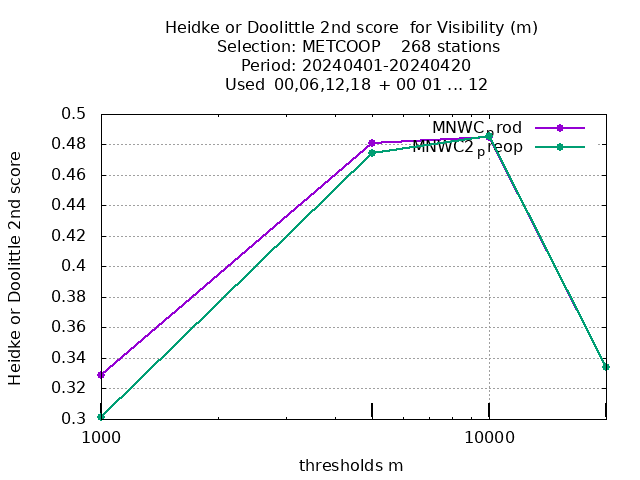 Heidke or Doolittle 2nd score  for Visibility (m)
Selection: METCOOP    268 stations
Period: 20240401-20240420
Used  00,06,12,18 + 00 01 ... 12
Heidke or Doolittle 2nd score
0.5
0.48
0.46
0.44
0.42
0.4
0.38
0.36
0.34
0.32
0.3
MNWC_prod
MNWC2_preop
1000
10000
thresholds m